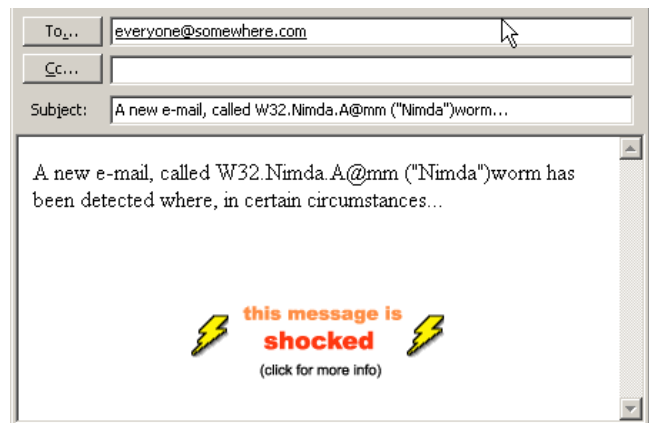 To... everyone@somewhere.com
Cc...
Subject: A new e-mail, called W32.Nimda.A@mm ("Nimda")worm...
A new e-mail, called W32.Nimda.A@mm ("Nimda")worm has
been detected where, in certain circumstances...
this message is
shocked
(click for more info)